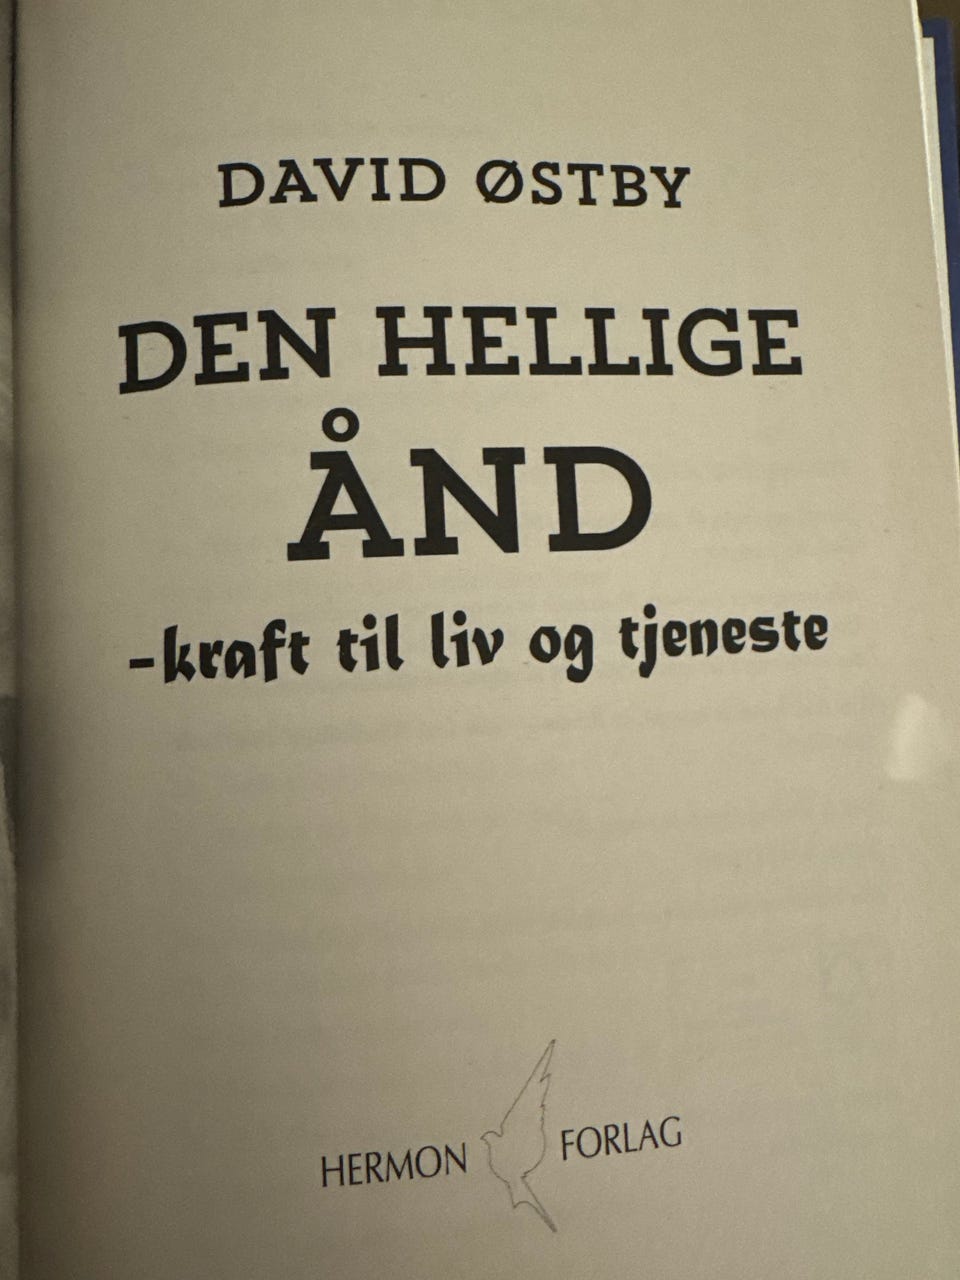 DAVID ØSTBY
DEN HELLIGE
ÅND
-kraft til liv og tjeneste
HERMON FORLAG